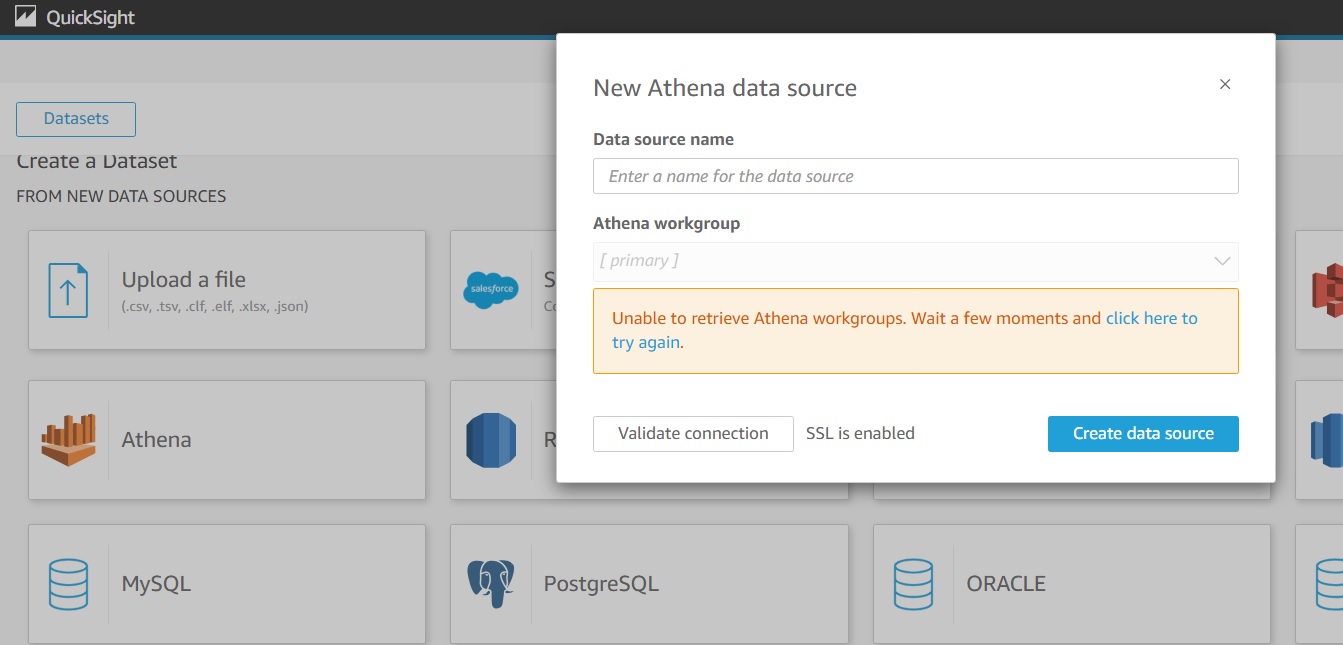 QuickSight
Datasets
Create a Dataset
FROM NEW DATA SOURCES
Upload a file
(.csv, .tsv, .clf, .elf, .xlsx, .json)
salesforce
Athena
MySQL
PostgreSQL
ORACLE
New Athena data source
Data source name
Enter a name for the data source
Athena workgroup
[ primary ]
Unable to retrieve Athena workgroups. Wait a few moments and click here to
try again.
Validate connection
SSL is enabled
Create data source